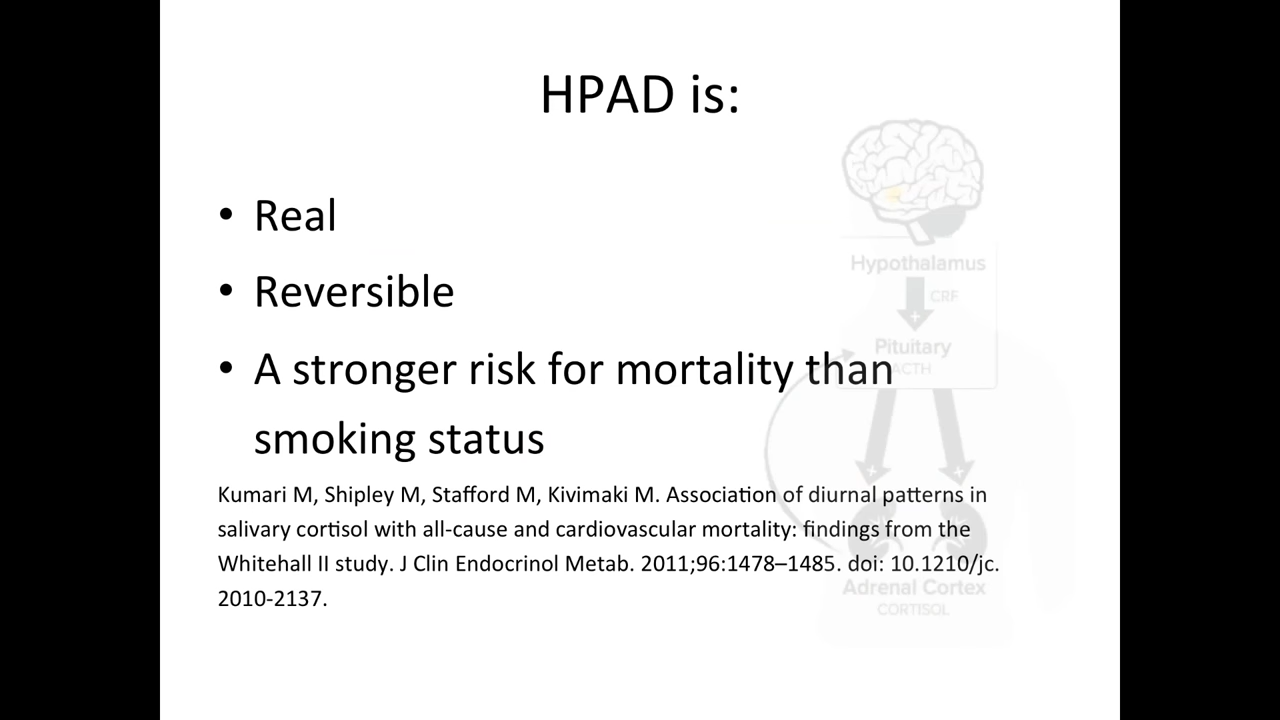 HPAD is:
• Real
• Reversible
• A stronger risk for mortality than
smoking status
Kumari M, Shipley M, Stafford M, Kivimaki M. Association of diurnal patterns in
salivary cortisol with all-cause and cardiovascular mortality: findings from the
Whitehall II study. J Clin Endocrinol Metab. 2011;96:1478–1485. doi: 10.1210/jc.
2010-2137.
Hypothalamus
CRF
+
Pituitary
ACTH
+ +
Adrenal Cortex
CORTISOL